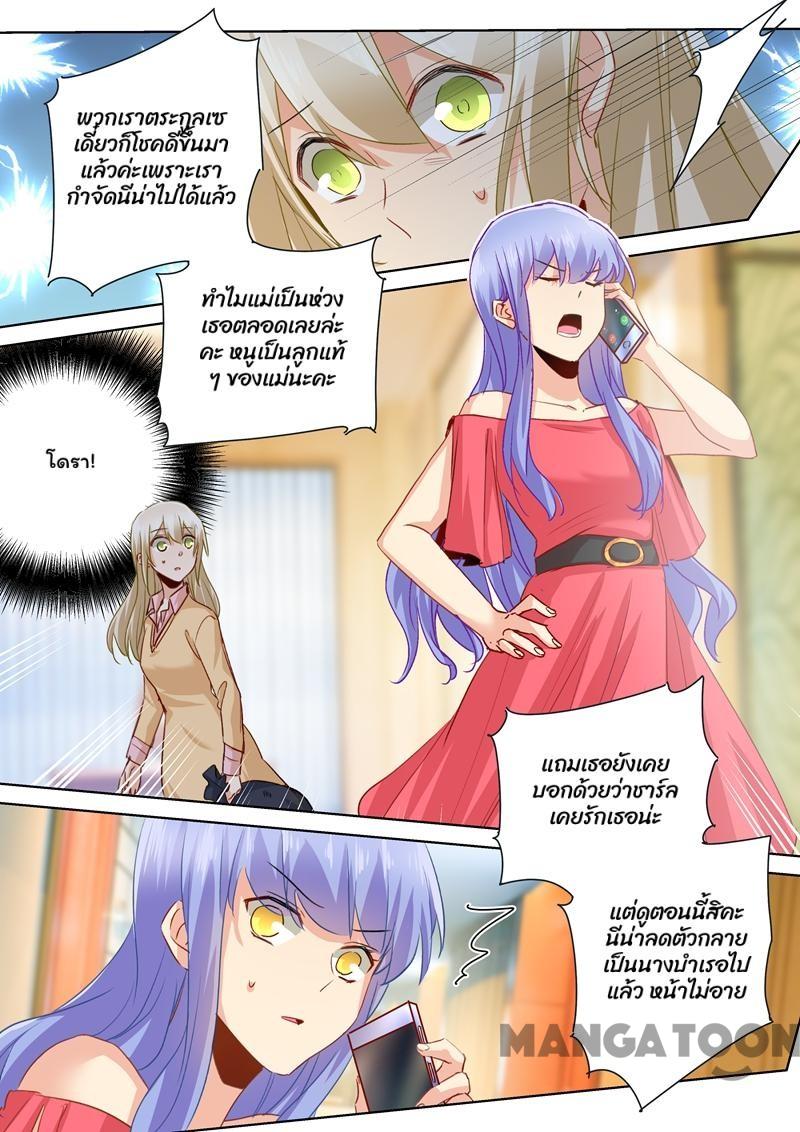 พวกเราตระกูลเซ
เดี๋ยวก็โชคดีขึ้นมา
แล้วค่ะเพราะเรา
กำจัดนีน่าไปได้แล้ว
ทำไมแม่เป็นห่วง
เธอตลอดเลยล่ะ
คะ หนูเป็นลูกแท้
ๆ ของแม่นะคะ
โดรา!
แถมเธอยังเคย
บอกด้วยว่าชาร์ล
เคยรักเธอน่ะ
แต่ดูตอนนี้สิคะ
นีน่าลดตัวกลาย
เป็นนางบำเรอไป
แล้ว หน้าไม่อาย
MANGATOON